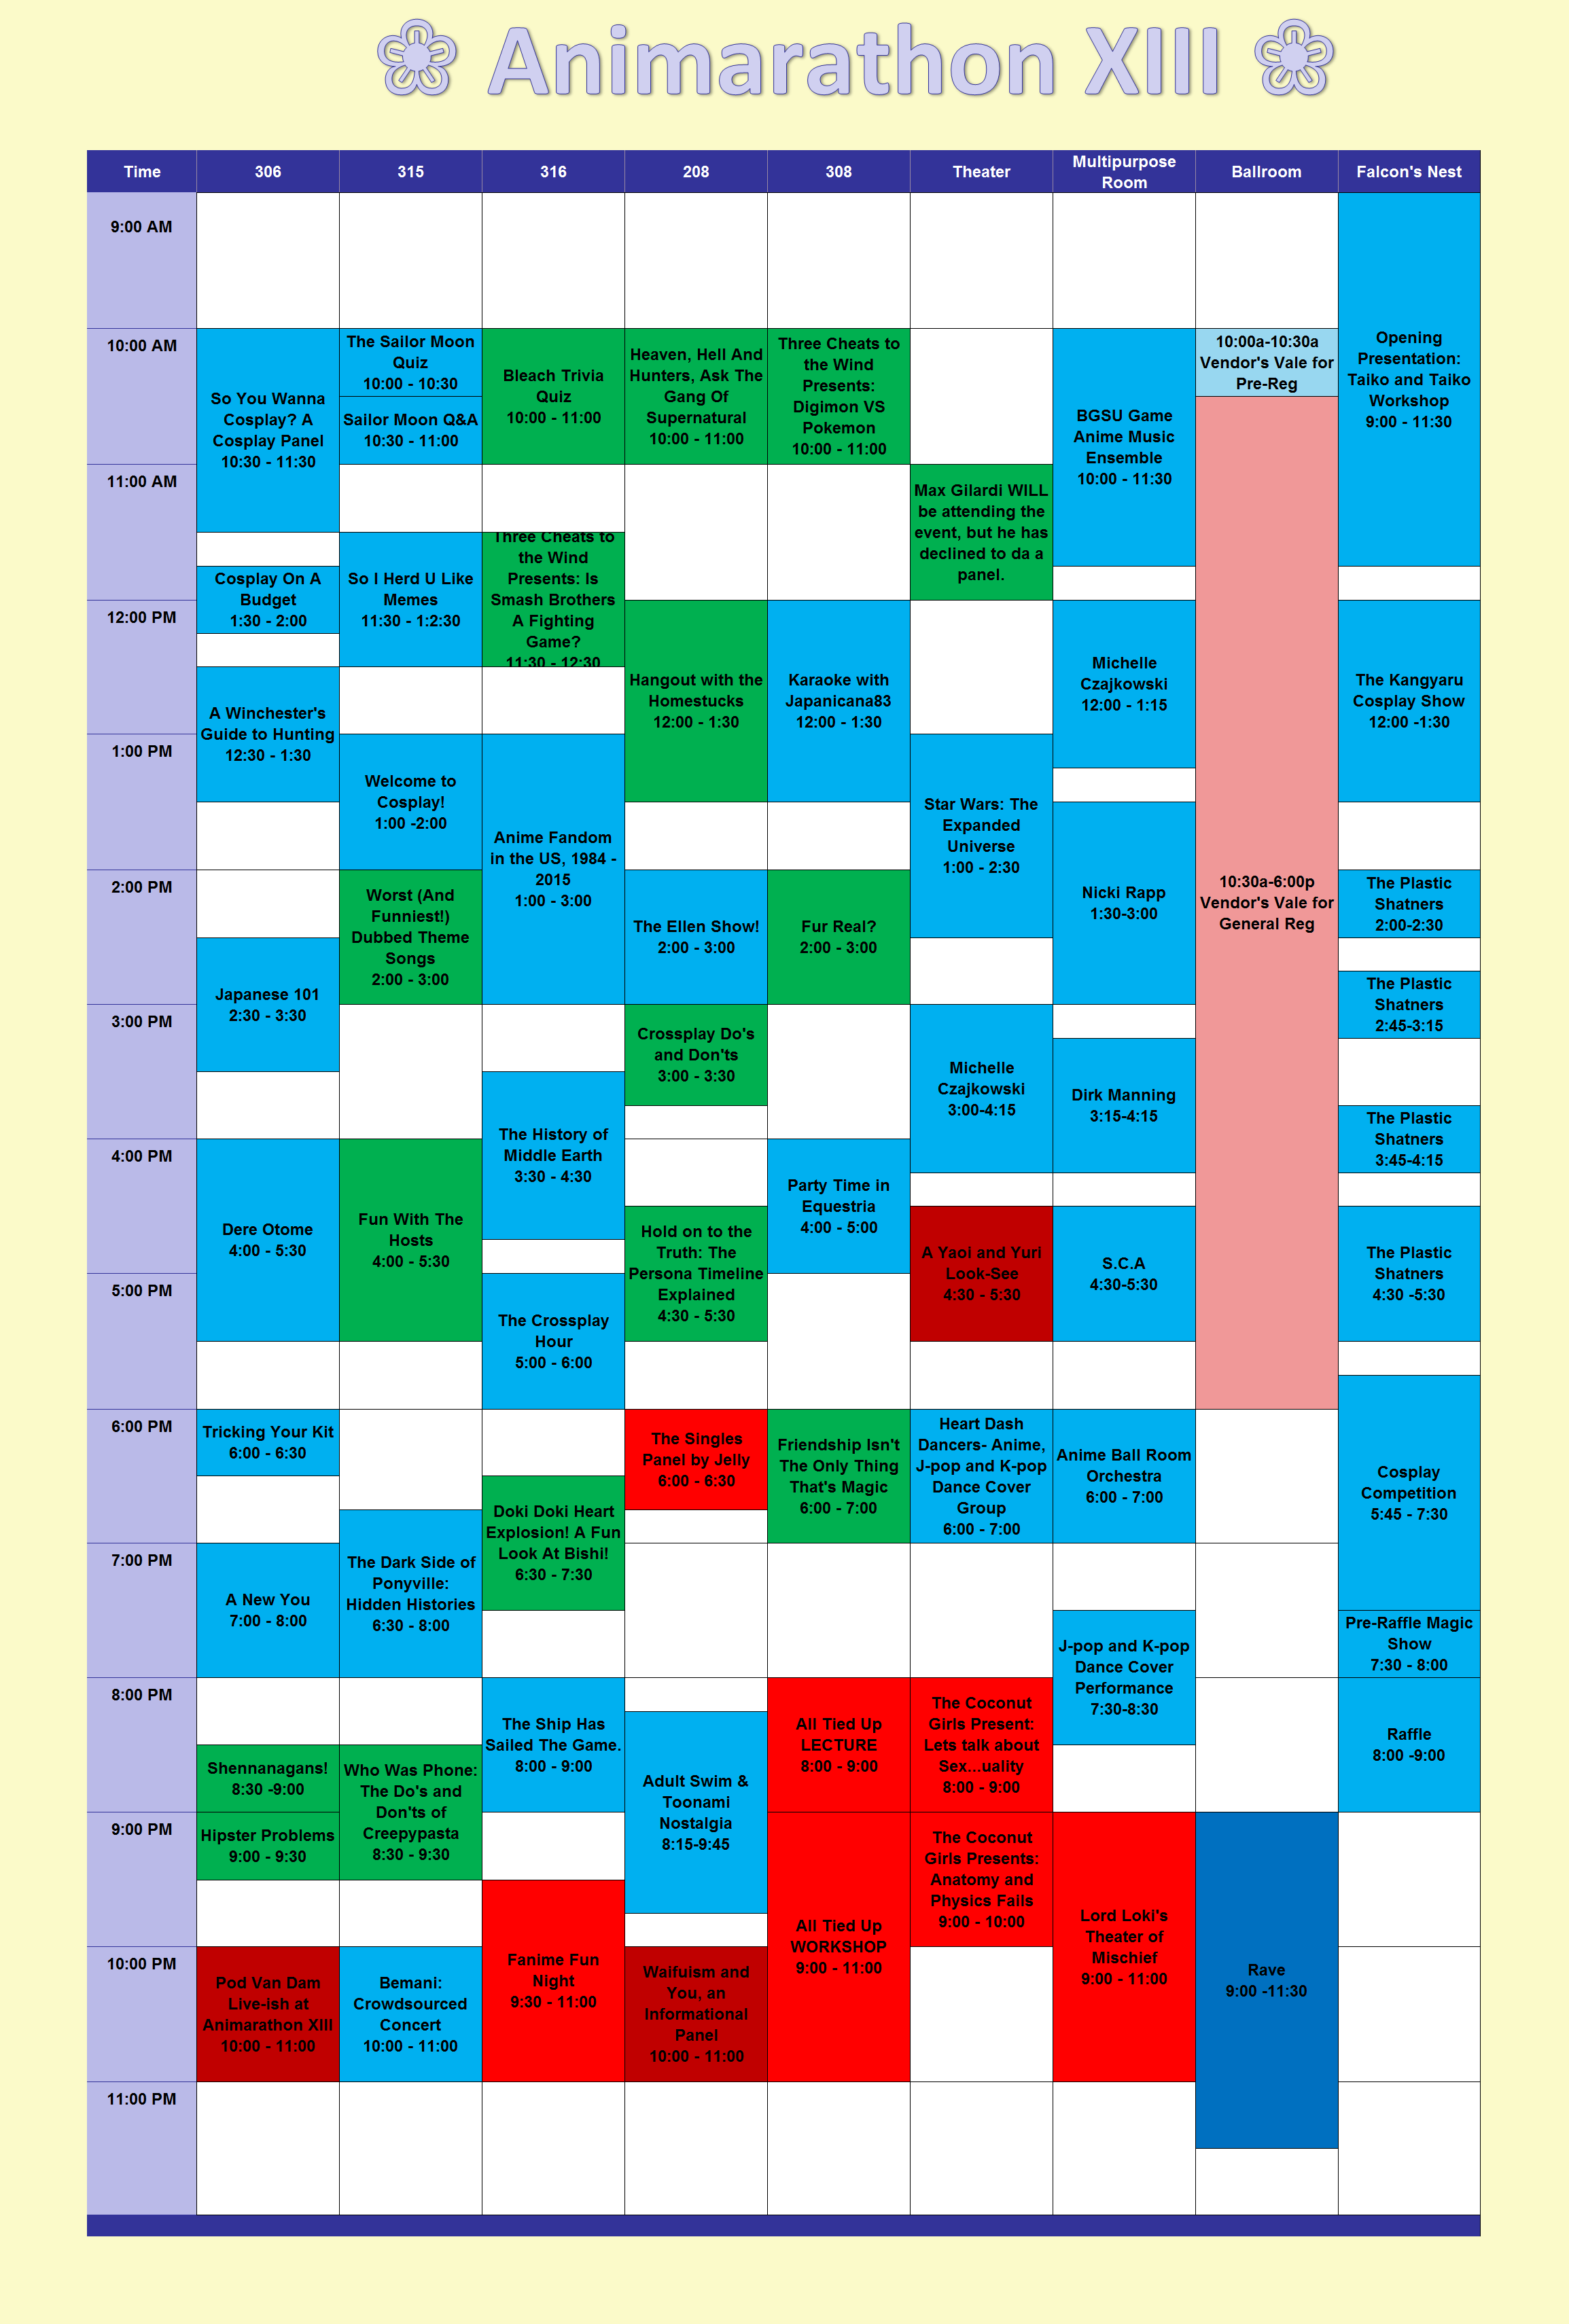 ❀ Animarathon XIII ❀
Time
306
315
316
208
308
Theater
Multipurpose
Room
Ballroom
Falcon's Nest
9:00 AM
10:00 AM
11:00 AM
12:00 PM
1:00 PM
2:00 PM
3:00 PM
4:00 PM
5:00 PM
6:00 PM
7:00 PM
8:00 PM
9:00 PM
10:00 PM
11:00 PM
So You Wanna
Cosplay? A
Cosplay Panel
10:30 - 11:30
Cosplay On A
Budget
1:30 - 2:00
A Winchester's
Guide to Hunting
12:30 - 1:30
Japanese 101
2:30 - 3:30
Dere Otome
4:00 - 5:30
Tricking Your Kit
6:00 - 6:30
A New You
7:00 - 8:00
Shennanagans!
8:30 -9:00
Hipster Problems
9:00 - 9:30
Pod Van Dam
Live-ish at
Animarathon XIII
10:00 - 11:00
The Sailor Moon
Quiz
10:00 - 10:30
Sailor Moon Q&A
10:30 - 11:00
So I Herd U Like
Memes
11:30 - 1:2:30
Welcome to
Cosplay!
1:00 -2:00
Worst (And
Funniest!)
Dubbed Theme
Songs
2:00 - 3:00
Fun With The
Hosts
4:00 - 5:30
The Dark Side of
Ponyville:
Hidden Histories
6:30 - 8:00
Who Was Phone:
The Do's and
Don'ts of
Creepypasta
8:30 - 9:30
Bemani:
Crowdsourced
Concert
10:00 - 11:00
Bleach Trivia
Quiz
10:00 - 11:00
Three Cheats to
the Wind
Presents: Is
Smash Brothers
A Fighting
Game?
11:30 - 12:30
Anime Fandom
in the US, 1984 -
2015
1:00 - 3:00
The History of
Middle Earth
3:30 - 4:30
The Crossplay
Hour
5:00 - 6:00
Doki Doki Heart
Explosion! A Fun
Look At Bishi!
6:30 - 7:30
The Ship Has
Sailed The Game.
8:00 - 9:00
Fanime Fun
Night
9:30 - 11:00
Heaven, Hell And
Hunters, Ask The
Gang Of
Supernatural
10:00 - 11:00
Hangout with the
Homestucks
12:00 - 1:30
The Ellen Show!
2:00 - 3:00
Crossplay Do's
and Don'ts
3:00 - 3:30
Hold on to the
Truth: The
Persona Timeline
Explained
4:30 - 5:30
The Singles
Panel by Jelly
6:00 - 6:30
Adult Swim &
Toonami
Nostalgia
8:15-9:45
Waifuism and
You, an
Informational
Panel
10:00 - 11:00
Three Cheats to
the Wind
Presents:
Digimon VS
Pokemon
10:00 - 11:00
Karaoke with
Japanicana83
12:00 - 1:30
Fur Real?
2:00 - 3:00
Party Time in
Equestria
4:00 - 5:00
Friendship Isn't
The Only Thing
That's Magic
6:00 - 7:00
All Tied Up
LECTURE
8:00 - 9:00
All Tied Up
WORKSHOP
9:00 - 11:00
Max Gilardi WILL
be attending the
event, but he has
declined to da a
panel.
Star Wars: The
Expanded
Universe
1:00 - 2:30
Michelle
Czajkowski
3:00-4:15
A Yaoi and Yuri
Look-See
4:30 - 5:30
Heart Dash
Dancers- Anime,
J-pop and K-pop
Dance Cover
Group
6:00 - 7:00
The Coconut
Girls Present:
Lets talk about
Sex...uality
8:00 - 9:00
The Coconut
Girls Presents:
Anatomy and
Physics Fails
9:00 - 10:00
BGSU Game
Anime Music
Ensemble
10:00 - 11:30
Michelle
Czajkowski
12:00 - 1:15
Nicki Rapp
1:30-3:00
Dirk Manning
3:15-4:15
S.C.A
4:30-5:30
Anime Ball Room
Orchestra
6:00 - 7:00
J-pop and K-pop
Dance Cover
Performance
7:30-8:30
Lord Loki's
Theater of
Mischief
9:00 - 11:00
10:00a-10:30a
Vendor's Vale for
Pre-Reg
10:30a-6:00p
Vendor's Vale for
General Reg
Rave
9:00 -11:30
Opening
Presentation:
Taiko and Taiko
Workshop
9:00 - 11:30
The Kangyaru
Cosplay Show
12:00 -1:30
The Plastic
Shatners
2:00-2:30
The Plastic
Shatners
2:45-3:15
The Plastic
Shatners
3:45-4:15
The Plastic
Shatners
4:30 -5:30
Cosplay
Competition
5:45 - 7:30
Pre-Raffle Magic
Show
7:30 - 8:00
Raffle
8:00 -9:00